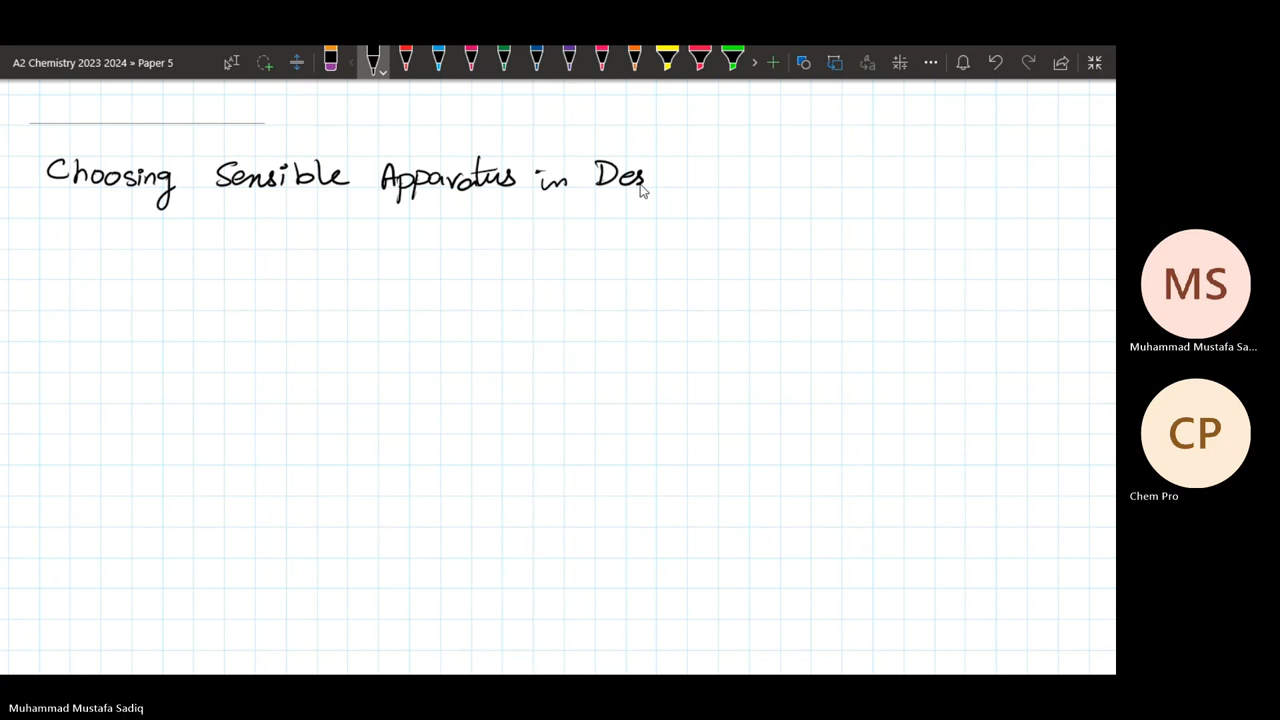 A2 Chemistry 2023 2024 » Paper 5
Choosing Sensible Apparatus in Des
MS
Muhammad Mustafa Sa...
CP
Chem Pro
Muhammad Mustafa Sadiq